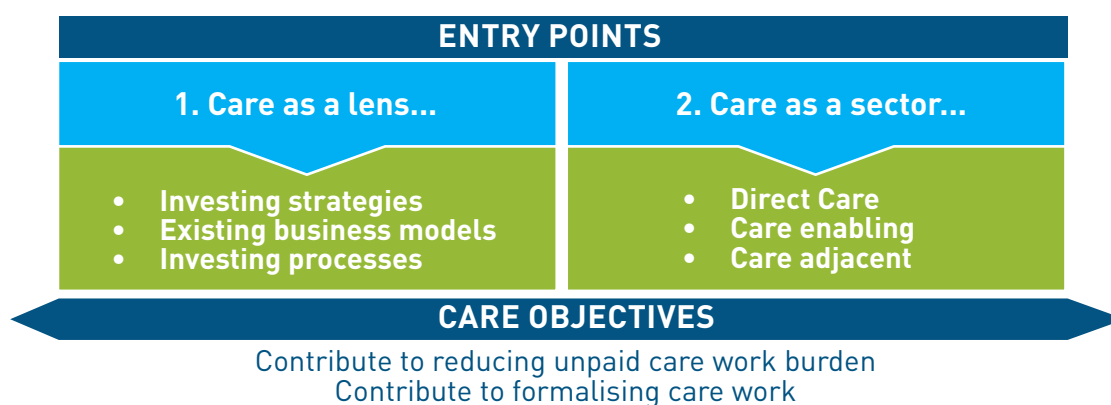 ENTRY POINTS
1. Care as a lens...
• Investing strategies
• Existing business models
• Investing processes
2. Care as a sector...
• Direct Care
• Care enabling
• Care adjacent
CARE OBJECTIVES
Contribute to reducing unpaid care work burden
Contribute to formalising care work